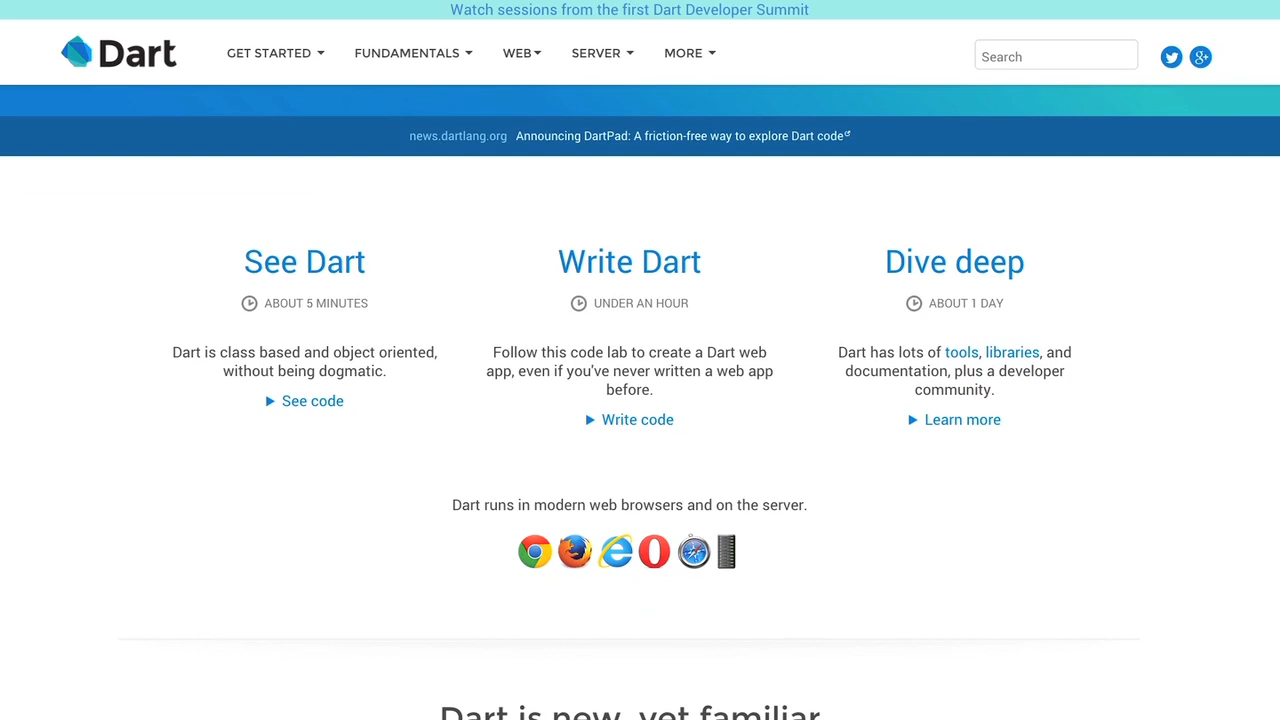 Watch sessions from the first Dart Developer Summit
Dart GET STARTED FUNDAMENTALS WEB SERVER MORE Search
news.dartlang.org Announcing DartPad: A friction-free way to explore Dart code
See Dart
ABOUT 5 MINUTES
Dart is class based and object oriented,
without being dogmatic.
See code
Write Dart
UNDER AN HOUR
Follow this code lab to create a Dart web
app, even if you've never written a web app
before.
Write code
Dive deep
ABOUT 1 DAY
Dart has lots of tools, libraries, and
documentation, plus a developer
community.
Learn more
Dart runs in modern web browsers and on the server.
Dart is new, yet familiar